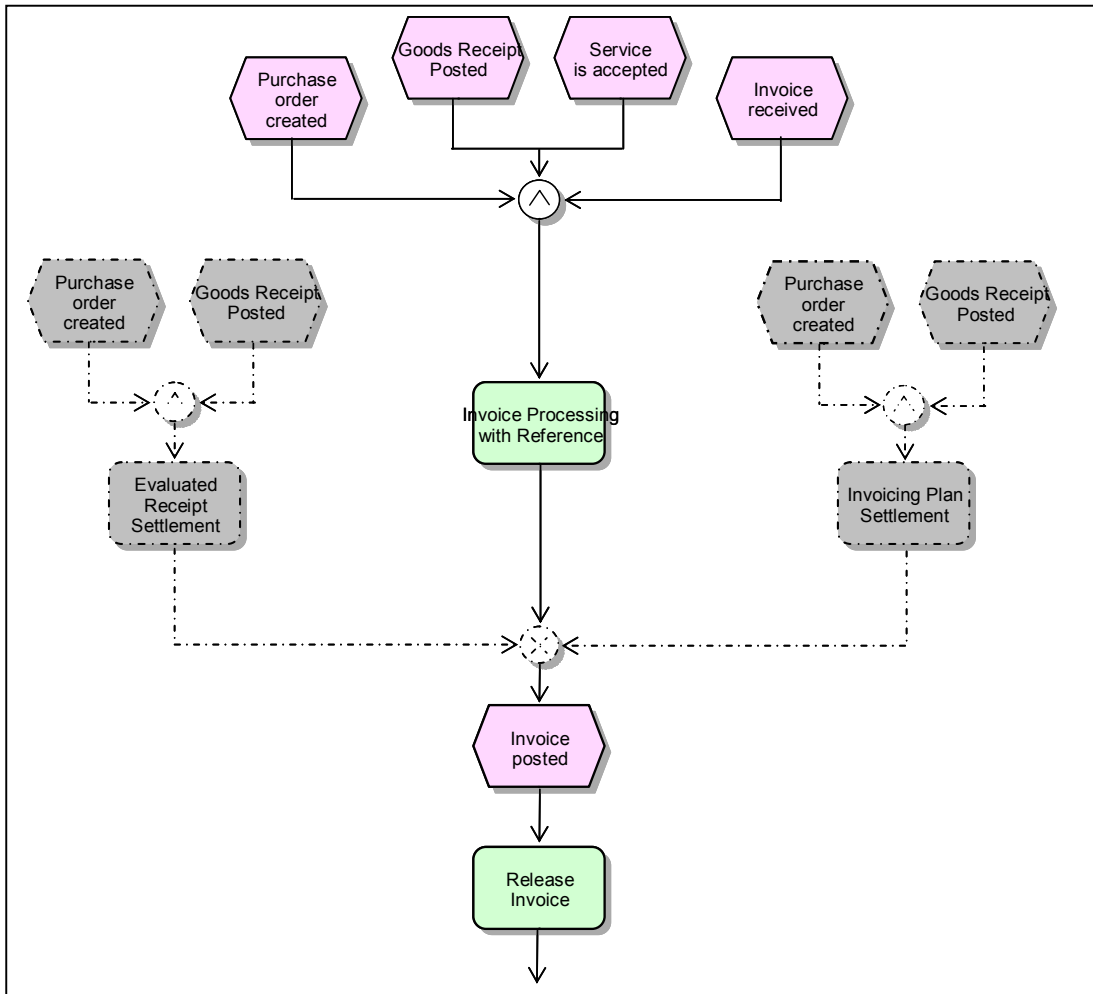 Goods Receipt
Posted
Service
is accepted
Purchase
order
created
Invoice
received
Purchase
order
created
Goods Receipt
Posted
Purchase
order
created
Goods Receipt
Posted
Invoice Processing
with Reference
Evaluated
Receipt
Settlement
Invoicing Plan
Settlement
Invoice
posted
Release
Invoice